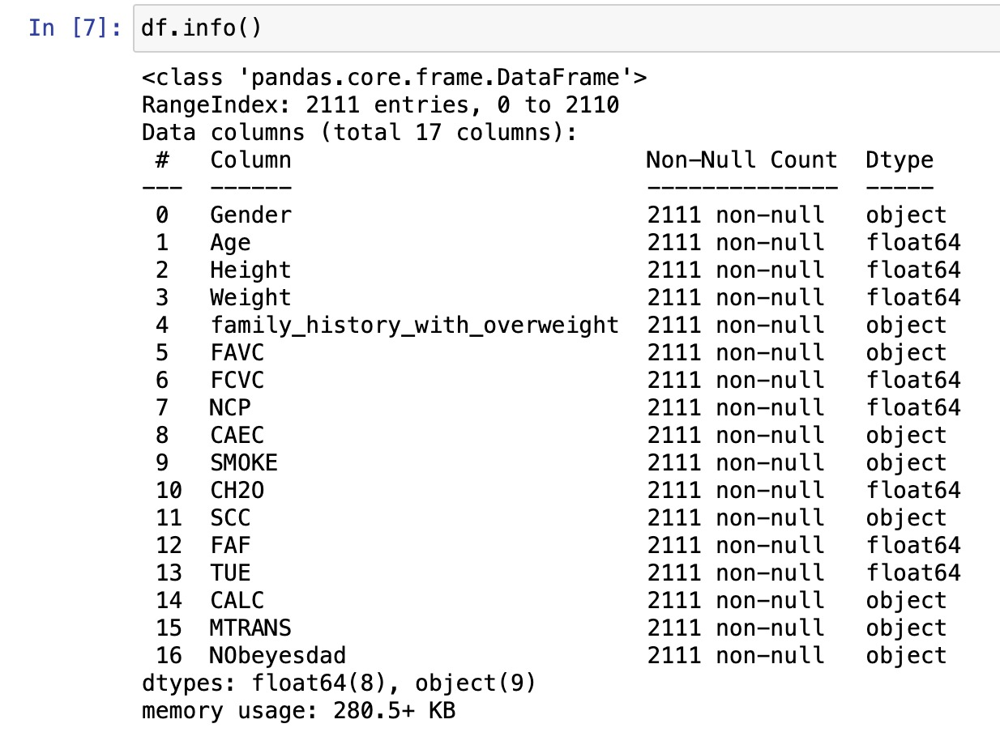 In [7]: df.info()
<class 'pandas.core.frame.DataFrame'>
RangeIndex: 2111 entries, 0 to 2110
Data columns (total 17 columns):
 #   Column                          Non-Null Count  Dtype
---  ------                          --------------  -----
 0   Gender                          2111 non-null   object
 1   Age                             2111 non-null   float64
 2   Height                          2111 non-null   float64
 3   Weight                          2111 non-null   float64
 4   family_history_with_overweight  2111 non-null   object
 5   FAVC                            2111 non-null   object
 6   FCVC                            2111 non-null   float64
 7   NCP                             2111 non-null   float64
 8   CAEC                            2111 non-null   object
 9   SMOKE                           2111 non-null   object
 10  CH2O                            2111 non-null   float64
 11  SCC                             2111 non-null   object
 12  FAF                             2111 non-null   float64
 13  TUE                             2111 non-null   float64
 14  CALC                            2111 non-null   object
 15  MTRANS                          2111 non-null   object
 16  NObeyesdad                      2111 non-null   object
dtypes: float64(8), object(9)
memory usage: 280.5+ KB